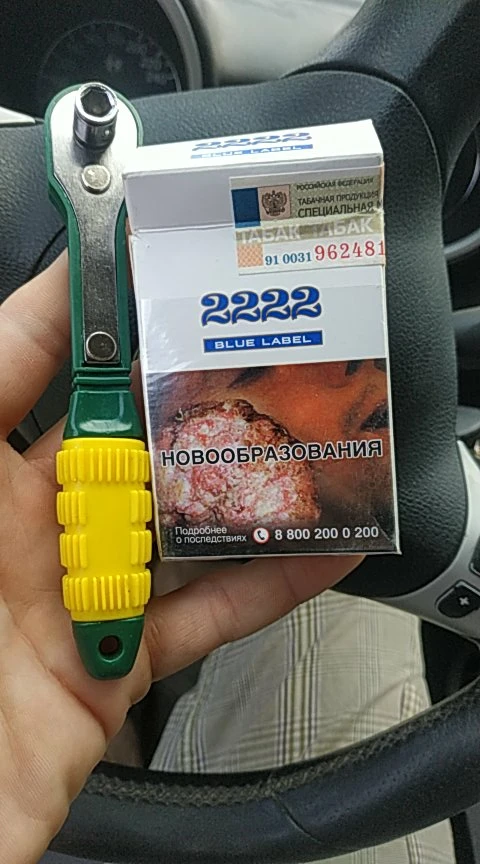 2222
BLUE LABEL
РОССИЙСКАЯ ФЕДЕРАЦИЯ
ТАБАЧНАЯ ПРОДУКЦИЯ
СПЕЦИАЛЬНАЯ
ТАБАК ТАБАК
91 0031 962481
2222
BLUE LABEL
НОВООБРАЗОВАНИЯ
Подробнее
о последствиях
8 800 200 0 200